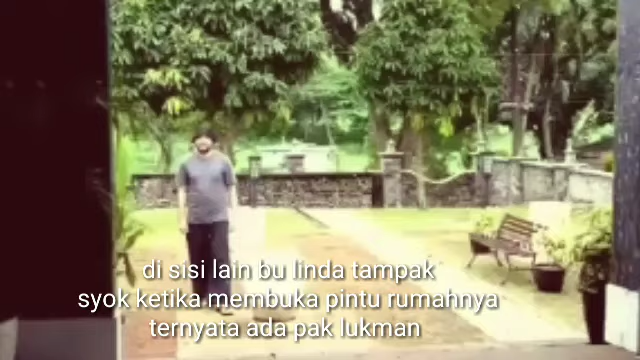 di sisi lain bu linda tampak
syok ketika membuka pintu rumahnya
ternyata ada pak lukman